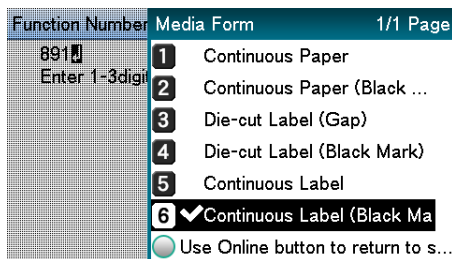 Function Number
891
Enter 1-3digi
Media Form 1/1 Page
1 Continuous Paper
2 Continuous Paper (Black ...
3 Die-cut Label (Gap)
4 Die-cut Label (Black Mark)
5 Continuous Label
6 ✔Continuous Label (Black Ma
Use Online button to return to s...